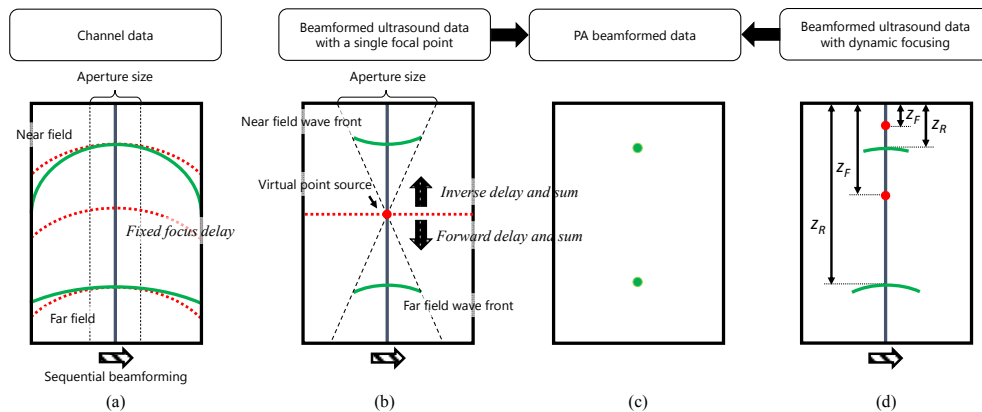 Channel data
Beamformed ultrasound data
with a single focal point
PA beamformed data
Beamformed ultrasound data
with dynamic focusing
Aperture size
Near field
Fixed focus delay
Far field
Sequential beamforming
(a)
Aperture size
Near field wave front
Virtual point source
Inverse delay and sum
Forward delay and sum
Far field wave front
(b)
(c)
z_F
z_R
z_F
z_R
(d)